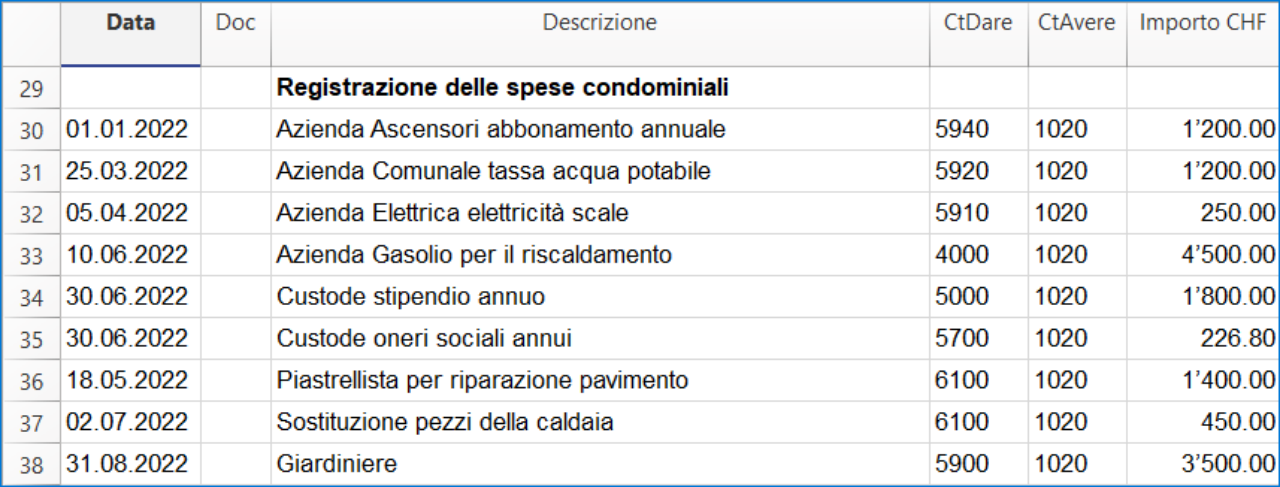 Data Doc Descrizione CtDare CtAvere Importo CHF
29 Registrazione delle spese condominiali
30 01.01.2022 Azienda Ascensori abbonamento annuale 5940 1020 1’200.00
31 25.03.2022 Azienda Comunale tassa acqua potabile 5920 1020 1’200.00
32 05.04.2022 Azienda Elettrica elettricità scale 5910 1020 250.00
33 10.06.2022 Azienda Gasolio per il riscaldamento 4000 1020 4’500.00
34 30.06.2022 Custode stipendio annuo 5000 1020 1’800.00
35 30.06.2022 Custode oneri sociali annui 5700 1020 226.80
36 18.05.2022 Piastrellista per riparazione pavimento 6100 1020 1’400.00
37 02.07.2022 Sostituzione pezzi della caldaia 6100 1020 450.00
38 31.08.2022 Giardiniere 5900 1020 3’500.00